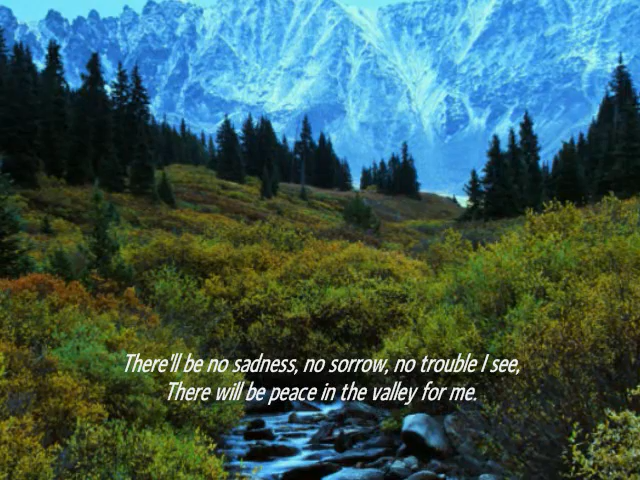 There'll be no sadness, no sorrow, no trouble I see,
There will be peace in the valley for me.